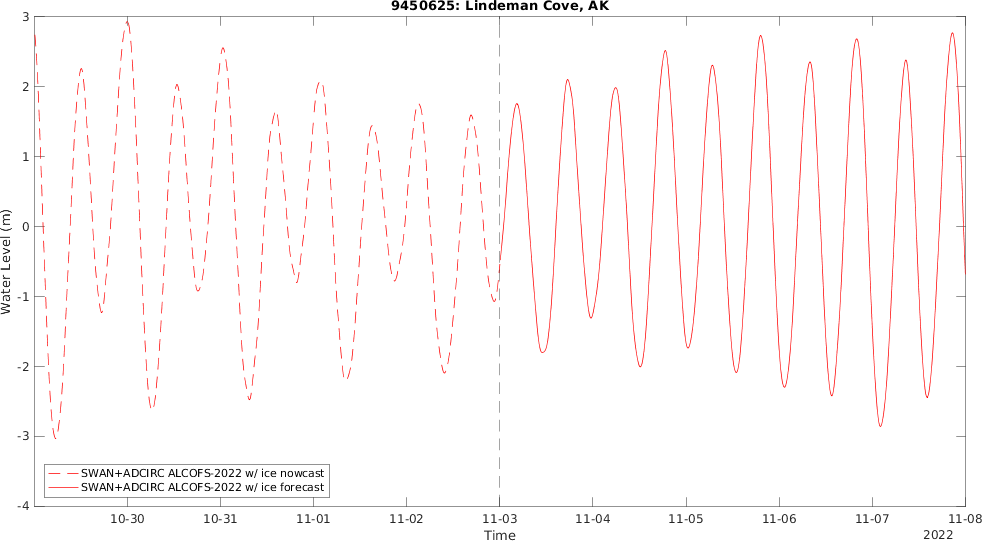 9450625: Lindeman Cove, AK
3
2
1
0
-1
-2
-3
-4
Water Level (m)
SWAN+ADCIRC ALCOFS-2022 w/ ice nowcast
SWAN+ADCIRC ALCOFS-2022 w/ ice forecast
10-30 10-31 11-01 11-02 11-03 11-04 11-05 11-06 11-07 11-08
Time
2022